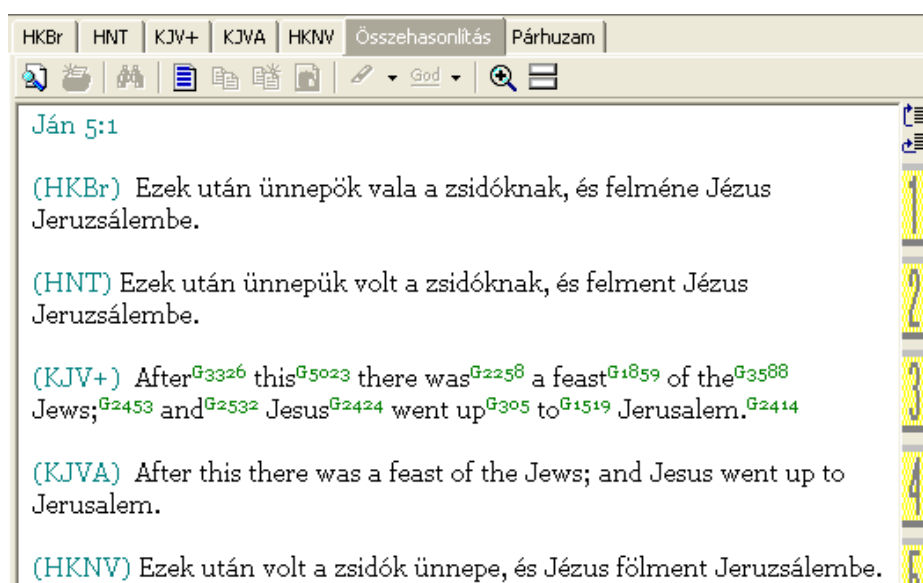 HKBr HNT KJV+ KJVA HKNV Összehasonlítás Párhuzam
God
Ján 5:1
(HKBr) Ezek után ünnepök vala a zsidóknak, és felméne Jézus
Jeruzsálembe.
(HNT) Ezek után ünnepük volt a zsidóknak, és felment Jézus
Jeruzsálembe.
(KJV+) AfterG3326 thisG5023 there wasG2258 a feastG1859 of theG3588
Jews;G2453 andG2532 JesusG2424 went upG305 toG1519 Jerusalem.G2414
(KJVA) After this there was a feast of the Jews; and Jesus went up to
Jerusalem.
(HKNV) Ezek után volt a zsidók ünnepe, és Jézus fölment Jeruzsálembe.
1
2
3
4